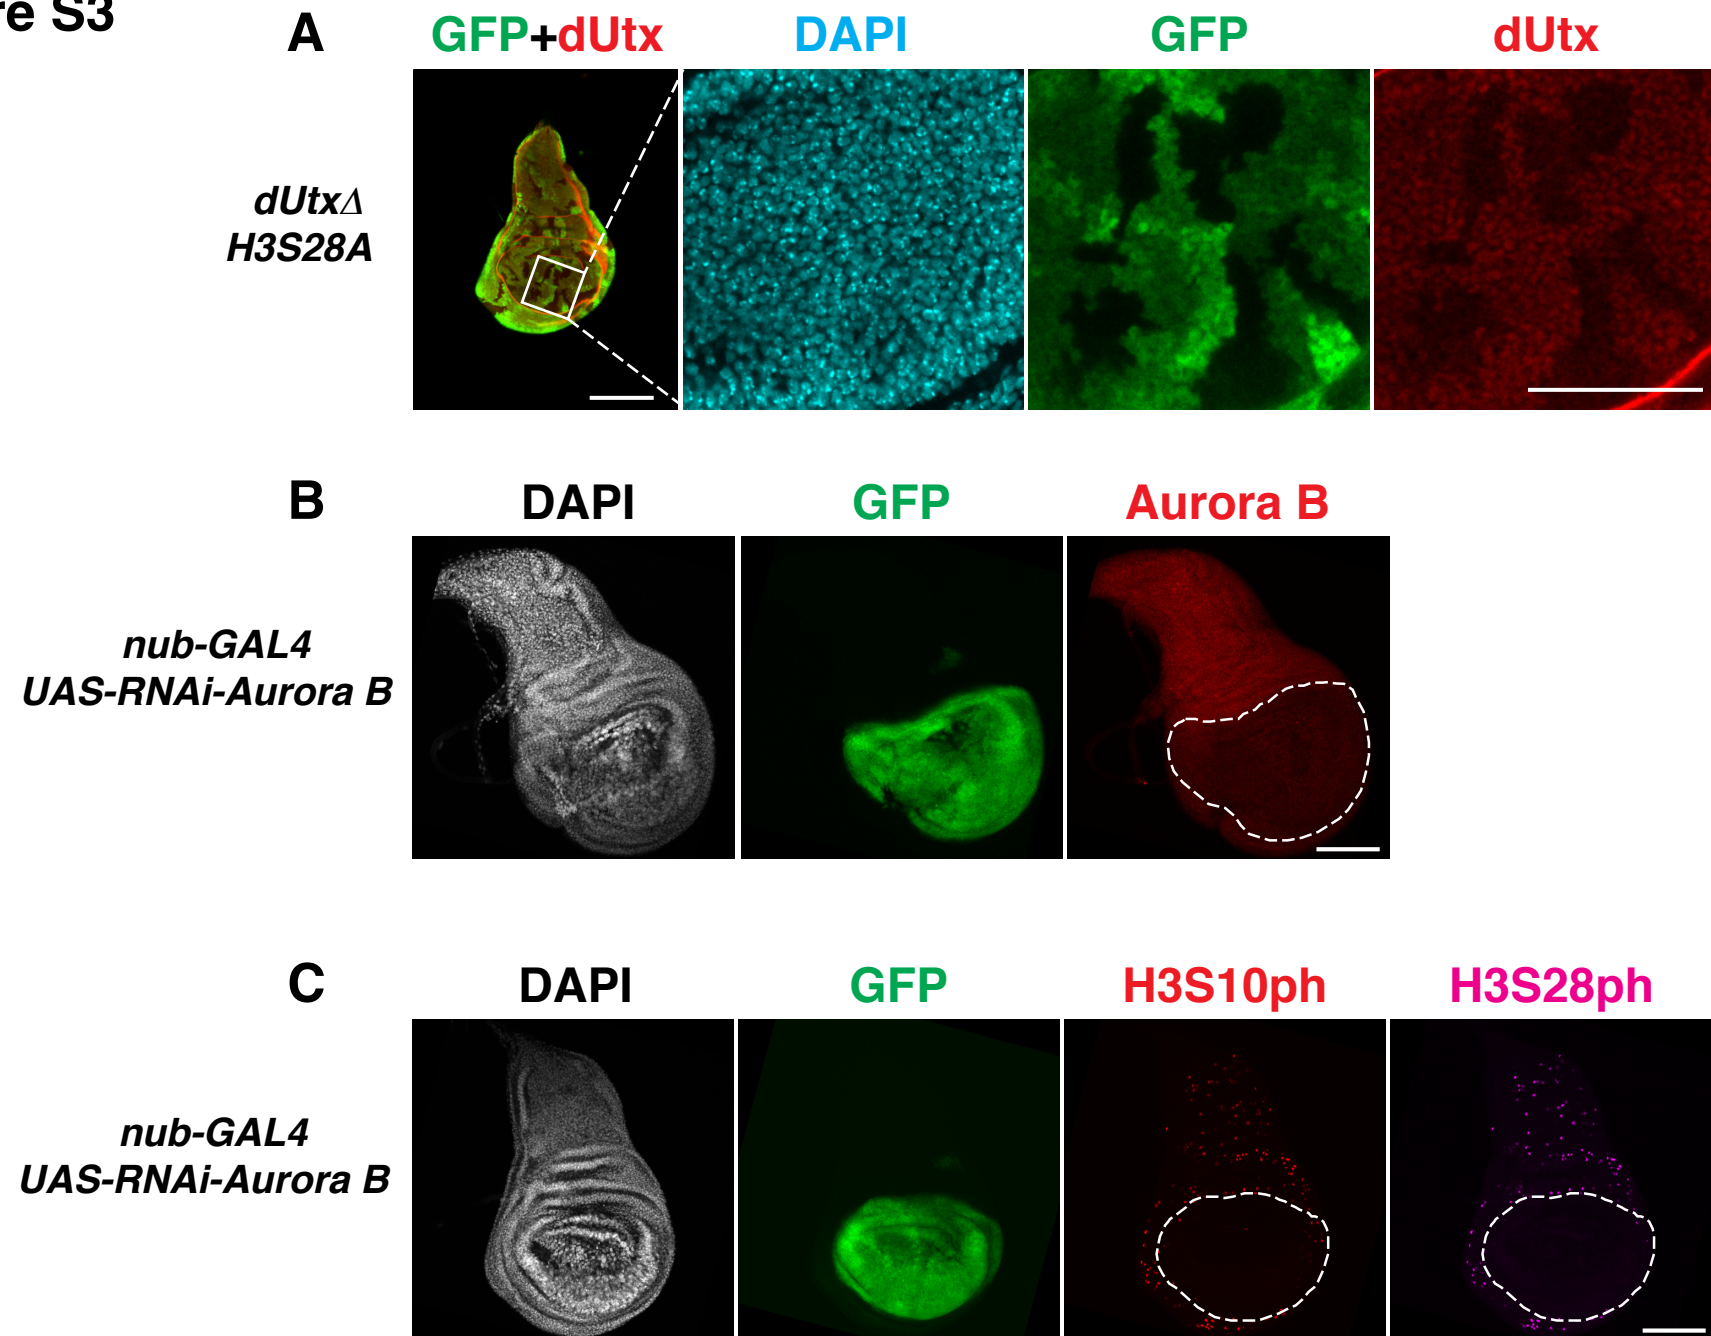 re S3
A GFP+dUtx DAPI GFP dUtx
dUtxΔ
H3S28A
B DAPI GFP Aurora B
nub-GAL4
UAS-RNAi-Aurora B
C DAPI GFP H3S10ph H3S28ph
nub-GAL4
UAS-RNAi-Aurora B